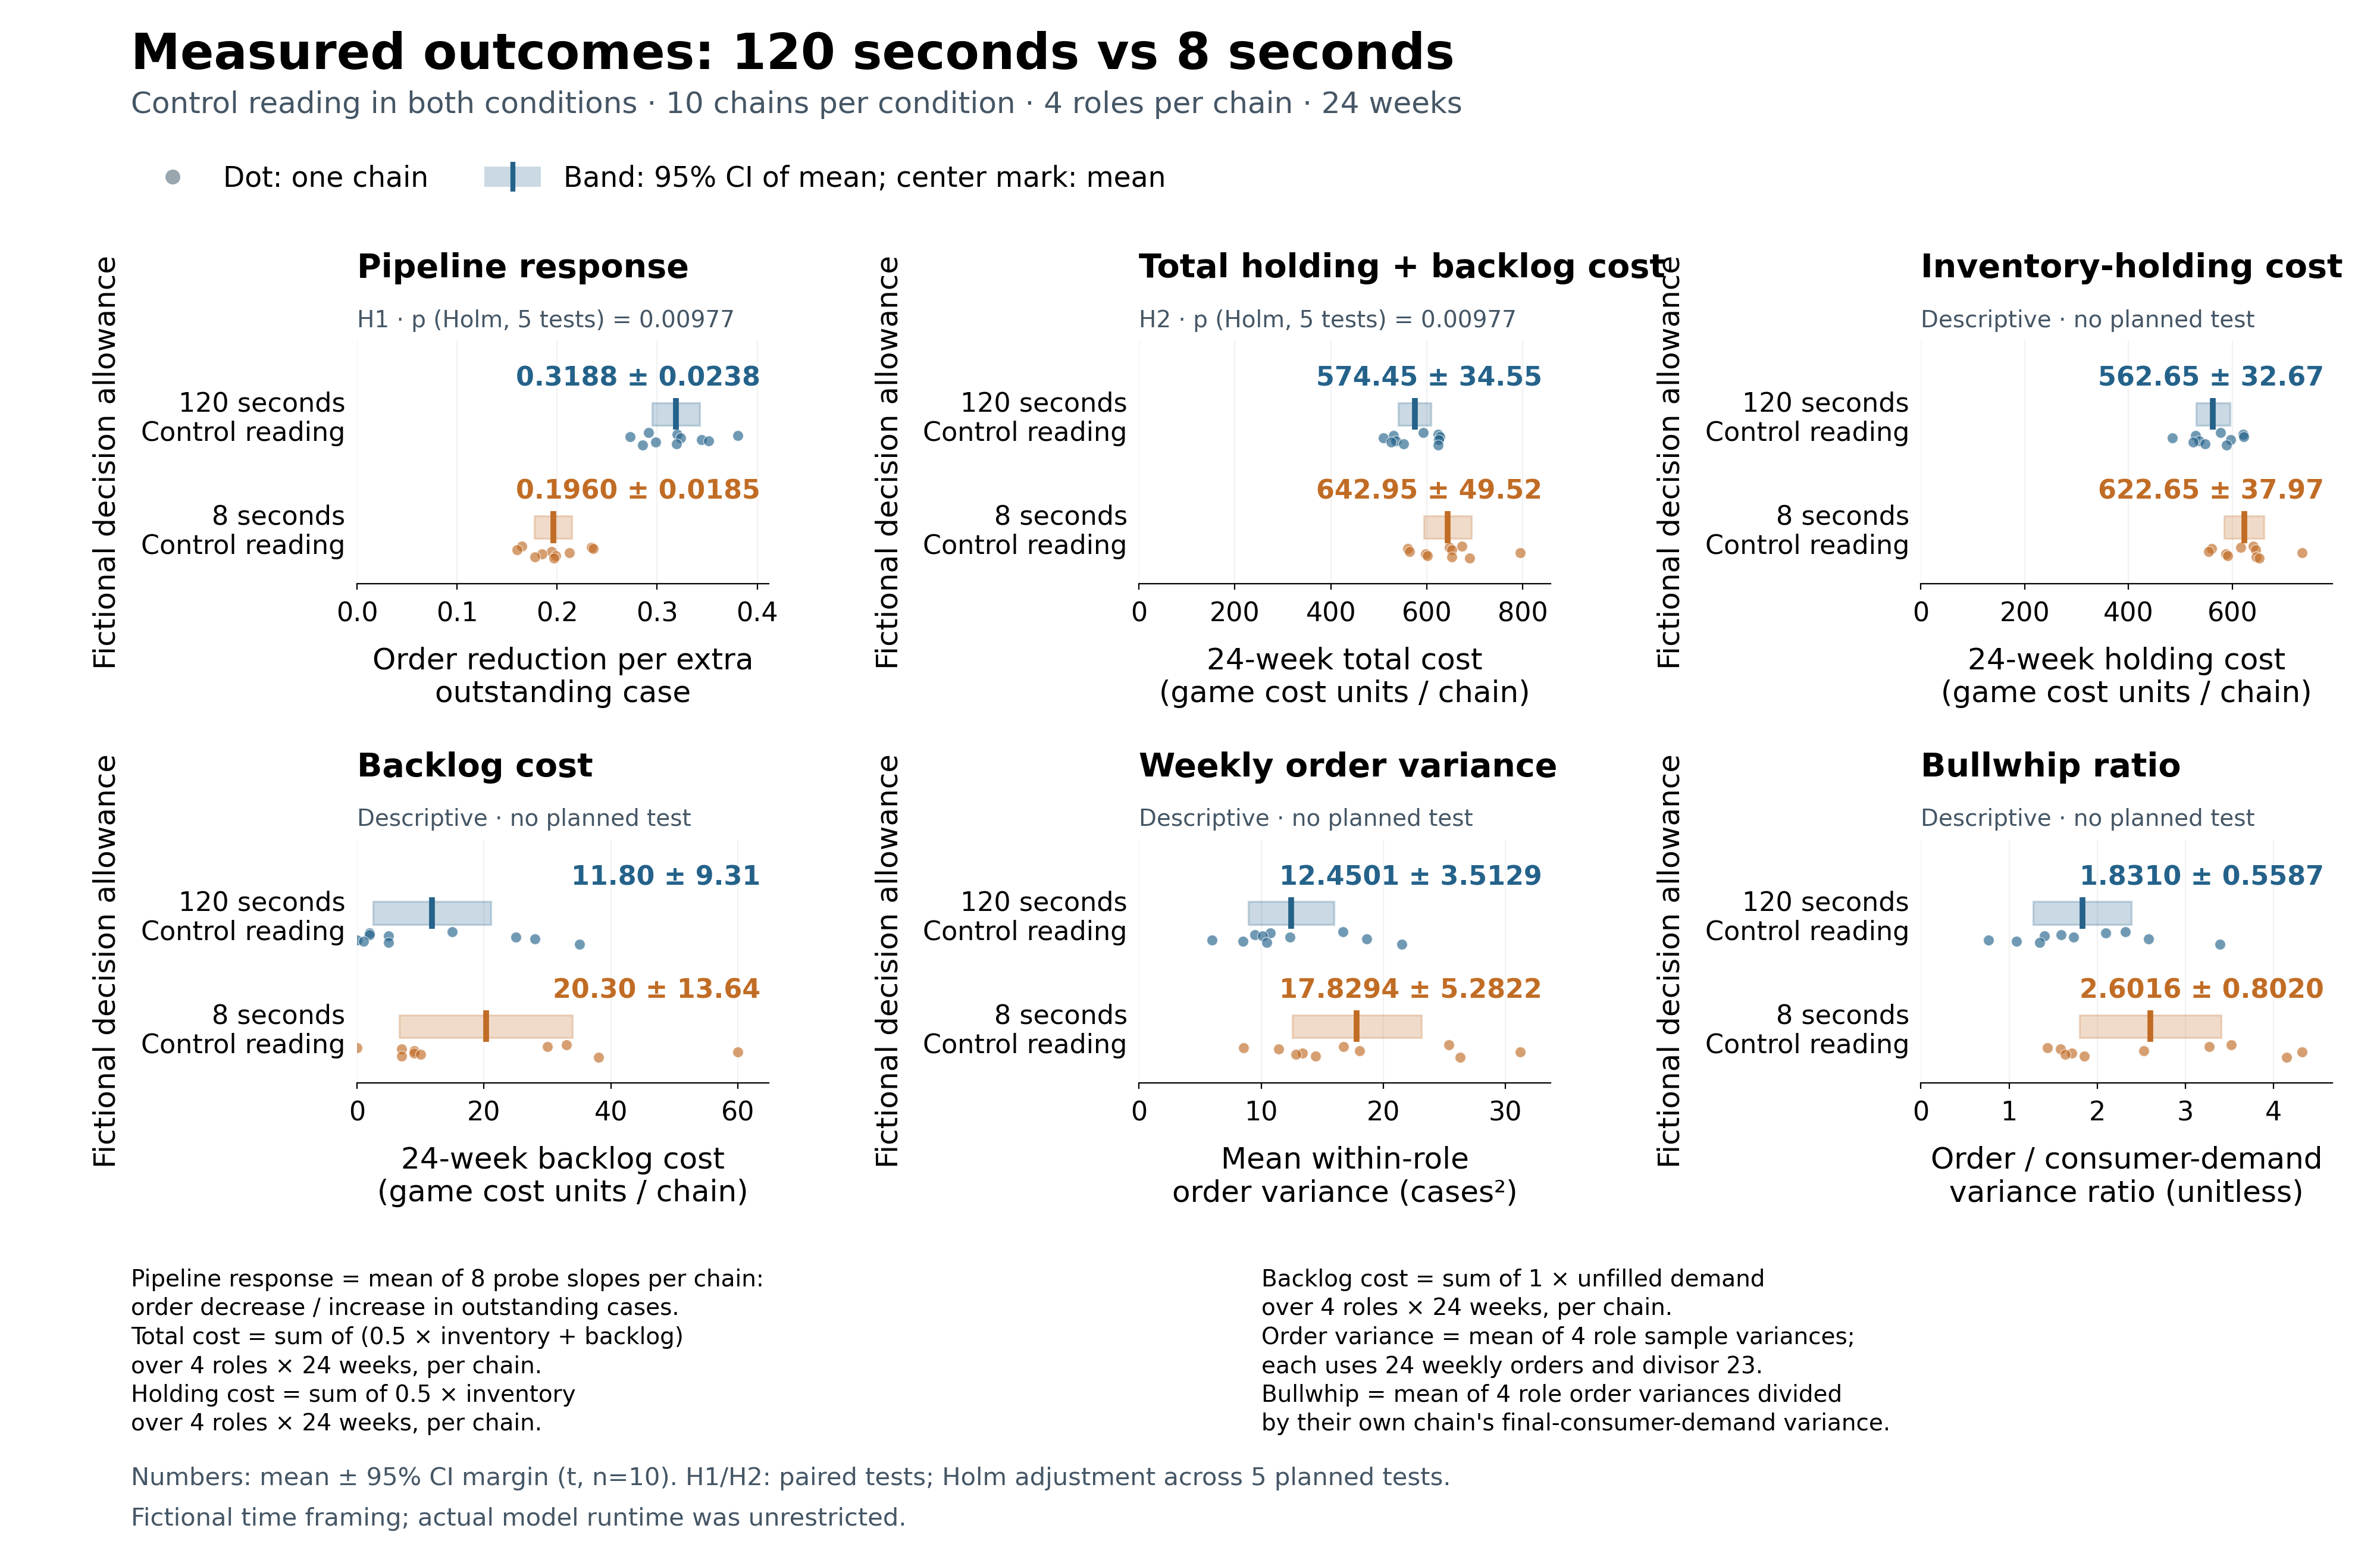 Measured outcomes: 120 seconds vs 8 seconds
Control reading in both conditions · 10 chains per condition · 4 roles per chain · 24 weeks
Dot: one chain
Band: 95% CI of mean; center mark: mean
Fictional decision allowance
Pipeline response
H1 · p (Holm, 5 tests) = 0.00977
0.3188 ± 0.0238
120 seconds
Control reading
0.1960 ± 0.0185
8 seconds
Control reading
0.0 0.1 0.2 0.3 0.4
Order reduction per extra
outstanding case
Fictional decision allowance
Total holding + backlog cost
H2 · p (Holm, 5 tests) = 0.00977
574.45 ± 34.55
120 seconds
Control reading
642.95 ± 49.52
8 seconds
Control reading
0 200 400 600 800
24-week total cost
(game cost units / chain)
Fictional decision allowance
Inventory-holding cost
Descriptive · no planned test
562.65 ± 32.67
120 seconds
Control reading
622.65 ± 37.97
8 seconds
Control reading
0 200 400 600
24-week holding cost
(game cost units / chain)
Fictional decision allowance
Backlog cost
Descriptive · no planned test
11.80 ± 9.31
120 seconds
Control reading
20.30 ± 13.64
8 seconds
Control reading
0 20 40 60
24-week backlog cost
(game cost units / chain)
Fictional decision allowance
Weekly order variance
Descriptive · no planned test
12.4501 ± 3.5129
120 seconds
Control reading
17.8294 ± 5.2822
8 seconds
Control reading
0 10 20 30
Mean within-role
order variance (cases²)
Fictional decision allowance
Bullwhip ratio
Descriptive · no planned test
1.8310 ± 0.5587
120 seconds
Control reading
2.6016 ± 0.8020
8 seconds
Control reading
0 1 2 3 4
Order / consumer-demand
variance ratio (unitless)
Pipeline response = mean of 8 probe slopes per chain:
order decrease / increase in outstanding cases.
Total cost = sum of (0.5 × inventory + backlog)
over 4 roles × 24 weeks, per chain.
Holding cost = sum of 0.5 × inventory
over 4 roles × 24 weeks, per chain.
Backlog cost = sum of 1 × unfilled demand
over 4 roles × 24 weeks, per chain.
Order variance = mean of 4 role sample variances;
each uses 24 weekly orders and divisor 23.
Bullwhip = mean of 4 role order variances divided
by their own chain's final-consumer-demand variance.
Numbers: mean ± 95% CI margin (t, n=10). H1/H2: paired tests; Holm adjustment across 5 planned tests.
Fictional time framing; actual model runtime was unrestricted.